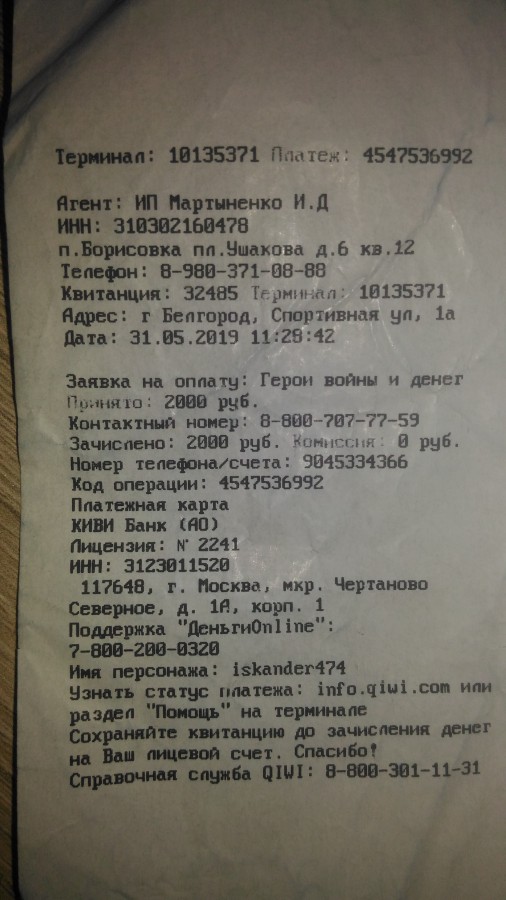 Терминал: 10135371 Платеж: 4547536992
Агент: ИП Мартыненко И.Д
ИНН: 310302160478
п.Борисовка пл.Ушакова д.6 кв.12
Телефон: 8-980-371-08-88
Квитанция: 32485 Терминал: 10135371
Адрес: г Белгород, Спортивная ул, 1а
Дата: 31.05.2019 11:28:42
Заявка на оплату: Герои войны и денег
Принято: 2000 руб.
Контактный номер: 8-800-707-77-59
Зачислено: 2000 руб. Комиссия: 0 руб.
Номер телефона/счета: 9045334366
Код операции: 4547536992
Платежная карта
КИВИ Банк (АО)
Лицензия: № 2241
ИНН: 3123011520
117648, г. Москва, мкр. Чертаново
Северное, д. 1А, корп. 1
Поддержка "ДеньгиOnline":
7-800-200-0320
Имя персонажа: iskander474
Узнать статус платежа: info.qiwi.com или
раздел "Помощь" на терминале
Сохраняйте квитанцию до зачисления денег
на Ваш лицевой счет. Спасибо!
Справочная служба QIWI: 8-800-301-11-31